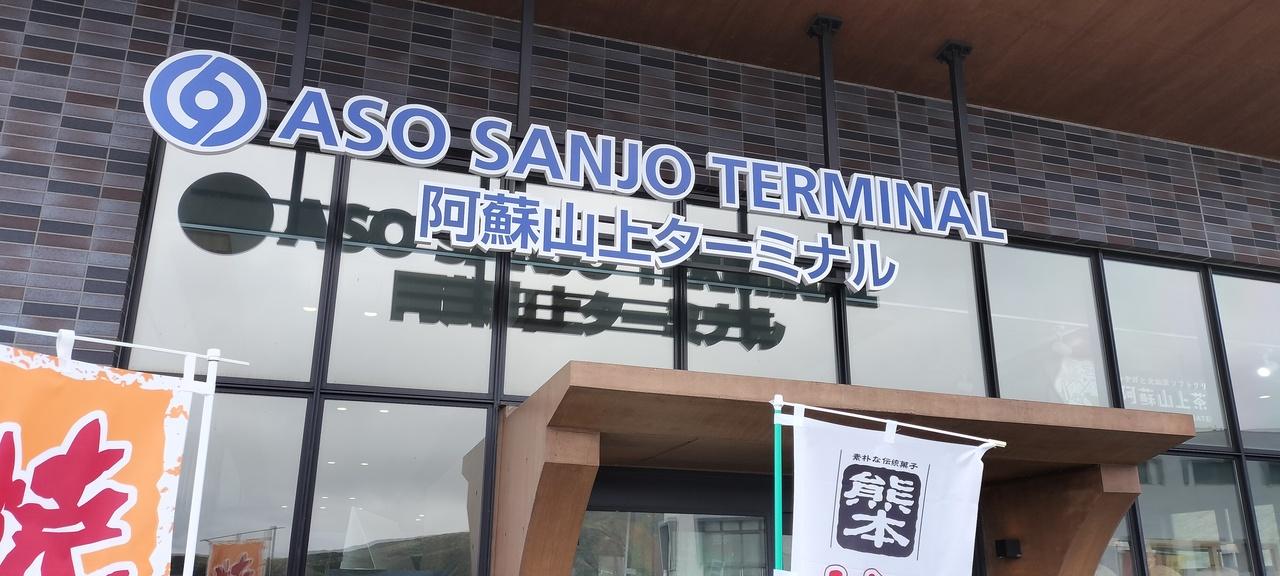 ASO SANJO TERMINAL
阿蘇山上ターミナル
阿蘇山上茶
素朴な伝統菓子
熊本
焼